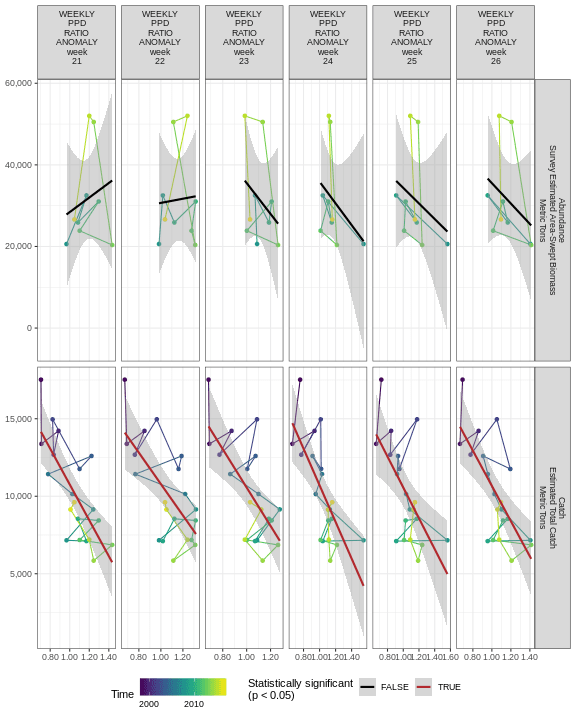 WEEKLY
PPD
RATIO
ANOMALY
week
21
WEEKLY
PPD
RATIO
ANOMALY
week
22
WEEKLY
PPD
RATIO
ANOMALY
week
23
WEEKLY
PPD
RATIO
ANOMALY
week
24
WEEKLY
PPD
RATIO
ANOMALY
week
25
WEEKLY
PPD
RATIO
ANOMALY
week
26
60,000
40,000
20,000
0
Abundance
Survey Estimated Area-Swept Biomass
Metric Tons
15,000
10,000
5,000
Catch
Estimated Total Catch
Metric Tons
0.80 1.00 1.20 1.40
0.80 1.00 1.20
0.80 1.00 1.20
0.80 1.00 1.20 1.40
0.80 1.00 1.20 1.40 1.60
0.80 1.00 1.20 1.40
Time
2000 2010
Statistically significant
(p < 0.05)
FALSE
TRUE